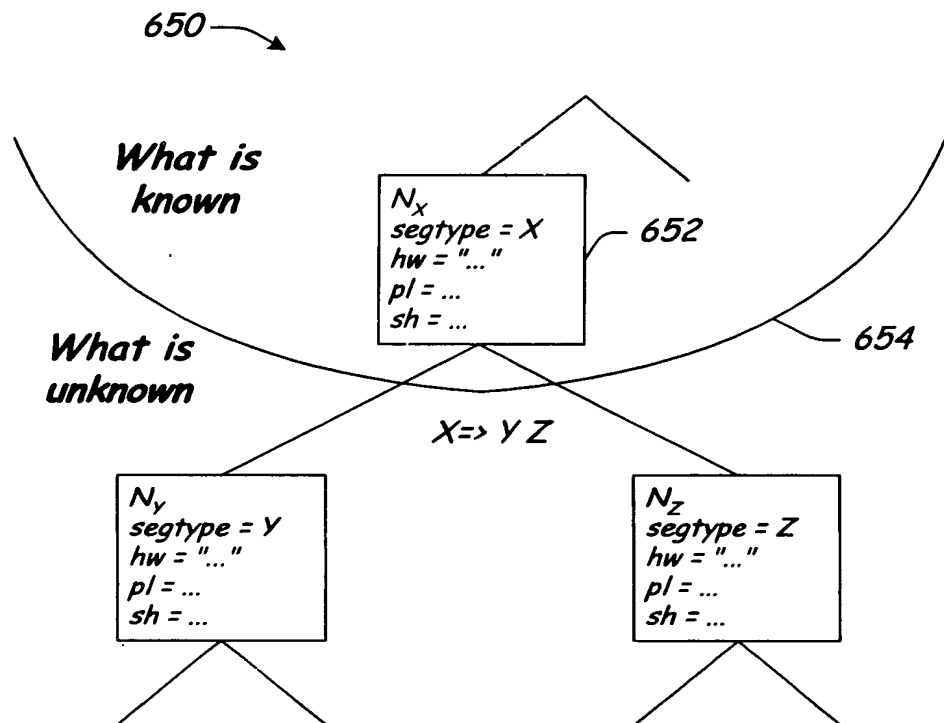 650
What is
known
N_X
segtype = X
hw = "..."
pl = ...
sh = ...
652
654
What is
unknown
X=> Y Z
N_Y
segtype = Y
hw = "..."
pl = ...
sh = ...
N_Z
segtype = Z
hw = "..."
pl = ...
sh = ...